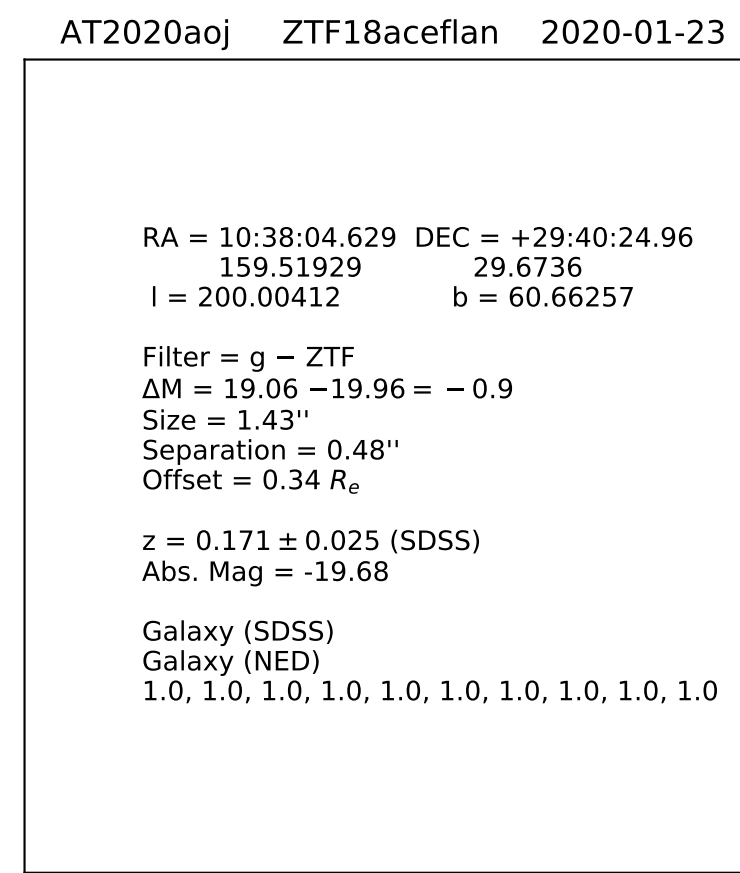 AT2020aoj ZTF18aceflan 2020-01-23
RA = 10:38:04.629 DEC = +29:40:24.96
159.51929 29.6736
l = 200.00412 b = 60.66257
Filter = g − ZTF
ΔM = 19.06 −19.96 = − 0.9
Size = 1.43''
Separation = 0.48''
Offset = 0.34 Rₑ
z = 0.171 ± 0.025 (SDSS)
Abs. Mag = -19.68
Galaxy (SDSS)
Galaxy (NED)
1.0, 1.0, 1.0, 1.0, 1.0, 1.0, 1.0, 1.0, 1.0, 1.0